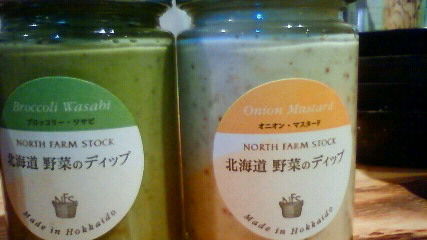 Broccoli Wasabi
ブロッコリー・ワサビ
NORTH FARM STOCK
北海道 野菜のディップ
NFS
Made in Hokkaido
Onion Mustard
オニオン・マスタード
NORTH FARM STOCK
北海道 野菜のディップ
NFS
Made in Hokkaido